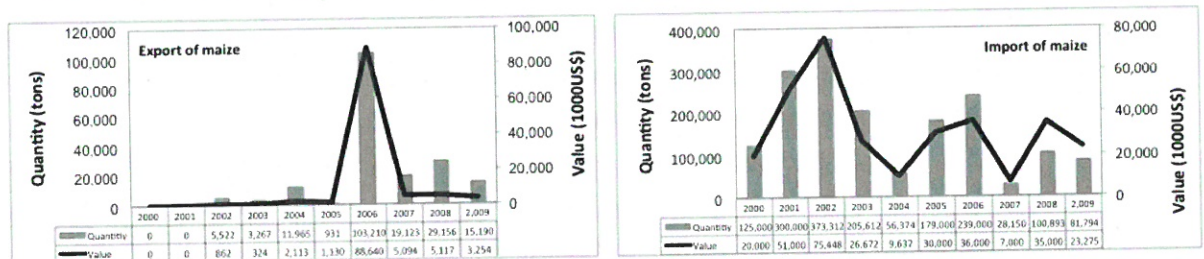 Export of maize
Quantity (tons)
120,000
100,000
80,000
60,000
40,000
20,000
0
100,000
80,000
60,000
40,000
20,000
0
Value (1000US$)
2000 2001 2002 2003 2004 2005 2006 2007 2008 2,009
Quantitiy 0 0 5,522 3,267 11,965 931 103,210 19,123 29,156 15,190
Value 0 0 862 324 2,113 1,130 88,640 5,094 5,117 3,254
Import of maize
Quantity (tons)
400,000
300,000
200,000
100,000
0
80,000
60,000
40,000
20,000
0
Value (1000US$)
2000 2001 2002 2003 2004 2005 2006 2007 2008 2,009
Quantity 125,000 300,000 373,312 205,612 56,374 179,000 239,000 28,150 100,893 81,794
Value 20,000 51,000 75,448 26,672 9,637 30,000 36,000 7,000 35,000 23,275